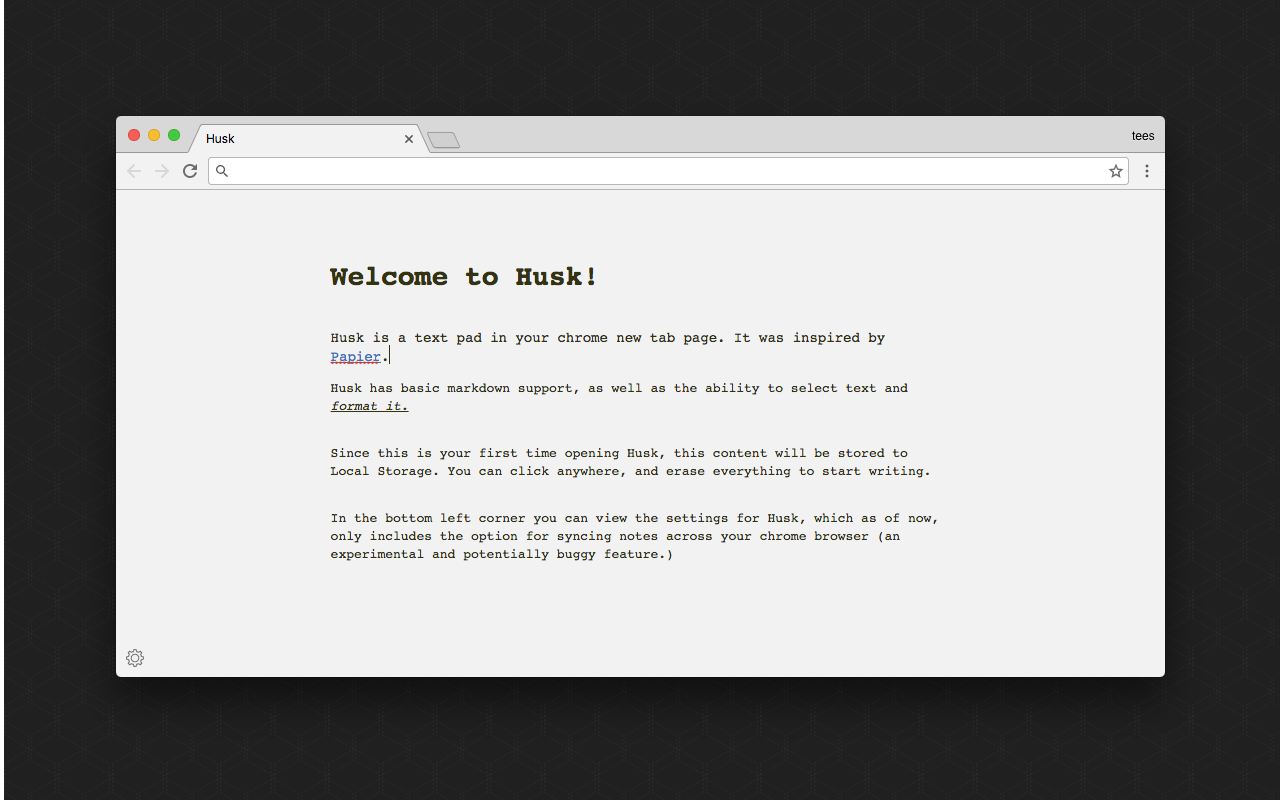 Husk
tees
Welcome to Husk!
Husk is a text pad in your chrome new tab page. It was inspired by
Papier.
Husk has basic markdown support, as well as the ability to select text and
format it.
Since this is your first time opening Husk, this content will be stored to
Local Storage. You can click anywhere, and erase everything to start writing.
In the bottom left corner you can view the settings for Husk, which as of now,
only includes the option for syncing notes across your chrome browser (an
experimental and potentially buggy feature.)